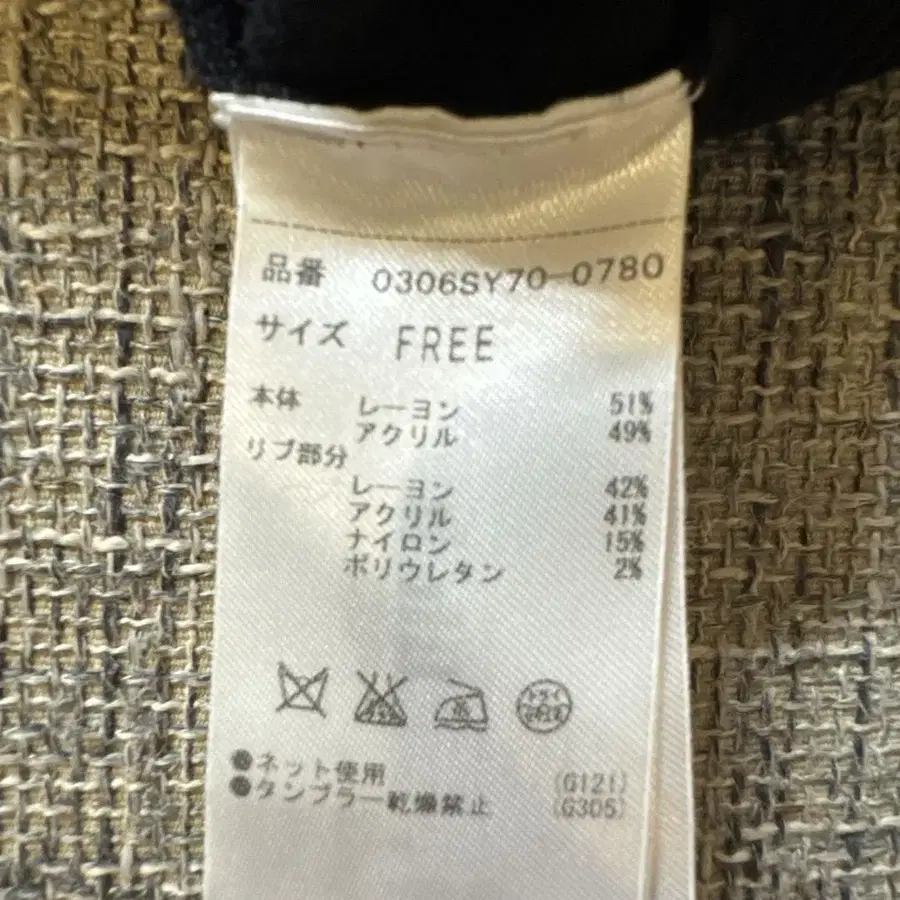 品番 0306SY70-0780
サイズ FREE
本体 レーヨン 51%
アクリル 49%
リブ部分
レーヨン 42%
アクリル 41%
ナイロン 15%
ポリウレタン 2%
ドライ
●ネット使用 (G121)
●タンブラー乾燥禁止 (G305)